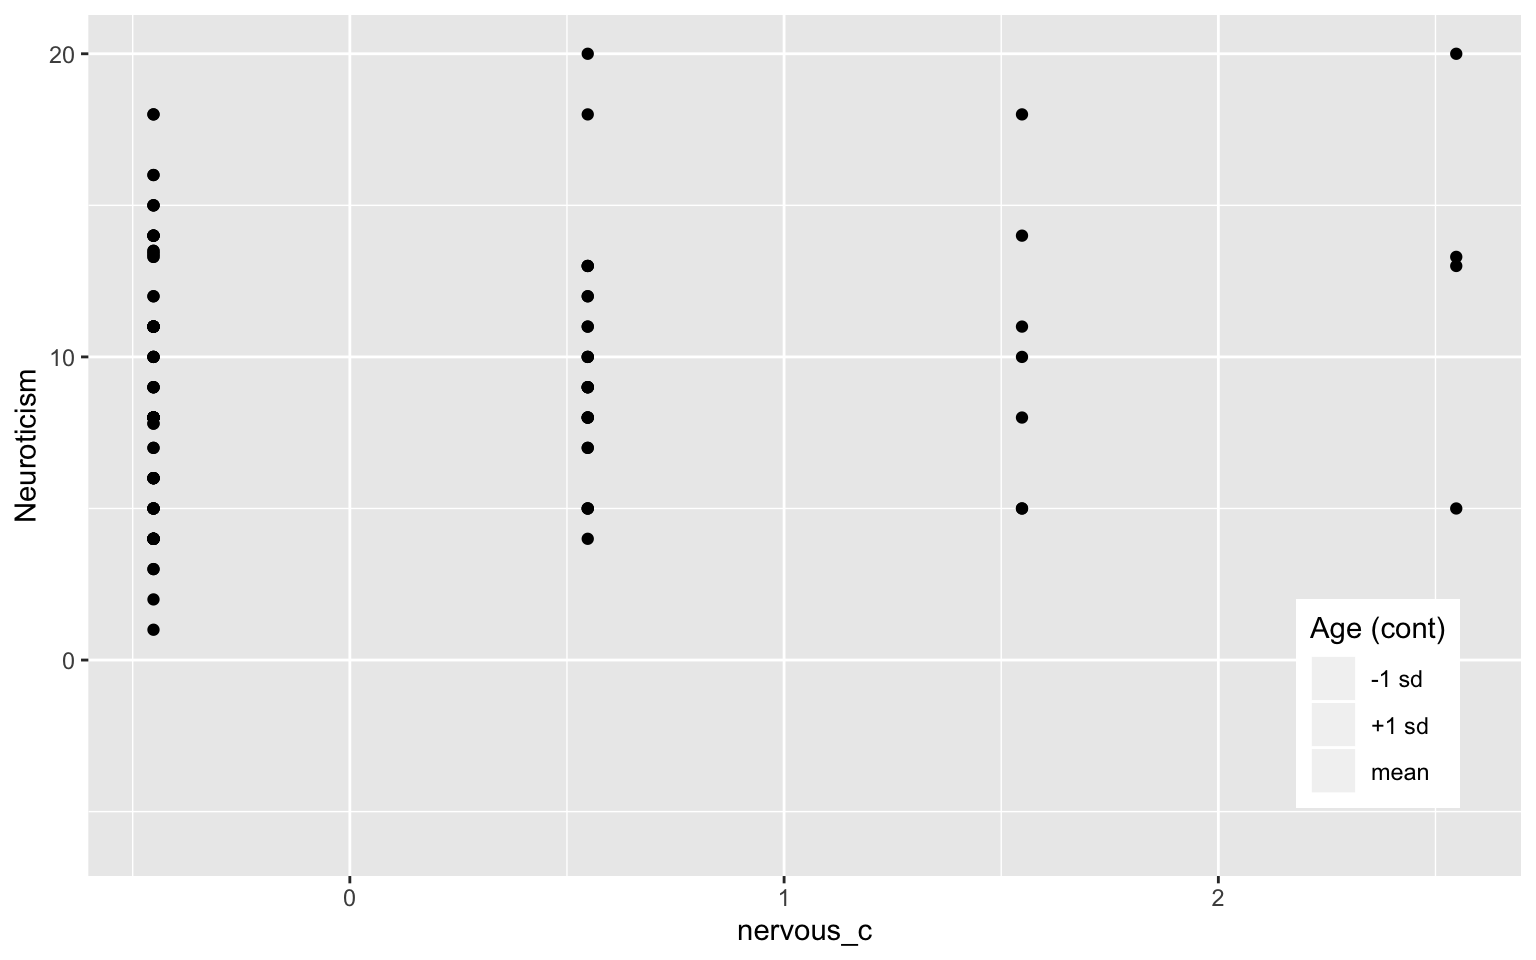 20
10
0
Neuroticism
Age (cont)
-1 sd
+1 sd
mean
0
1
2
nervous_c